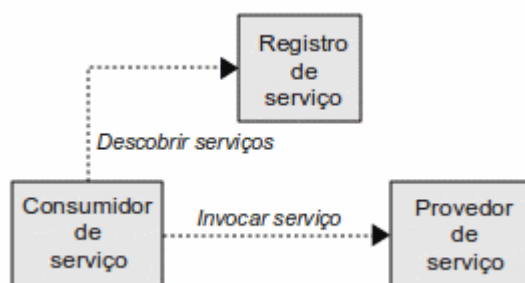 Registro
de
serviço
Descobrir serviços
Consumidor
de
serviço
Invocar serviço
Provedor
de
serviço